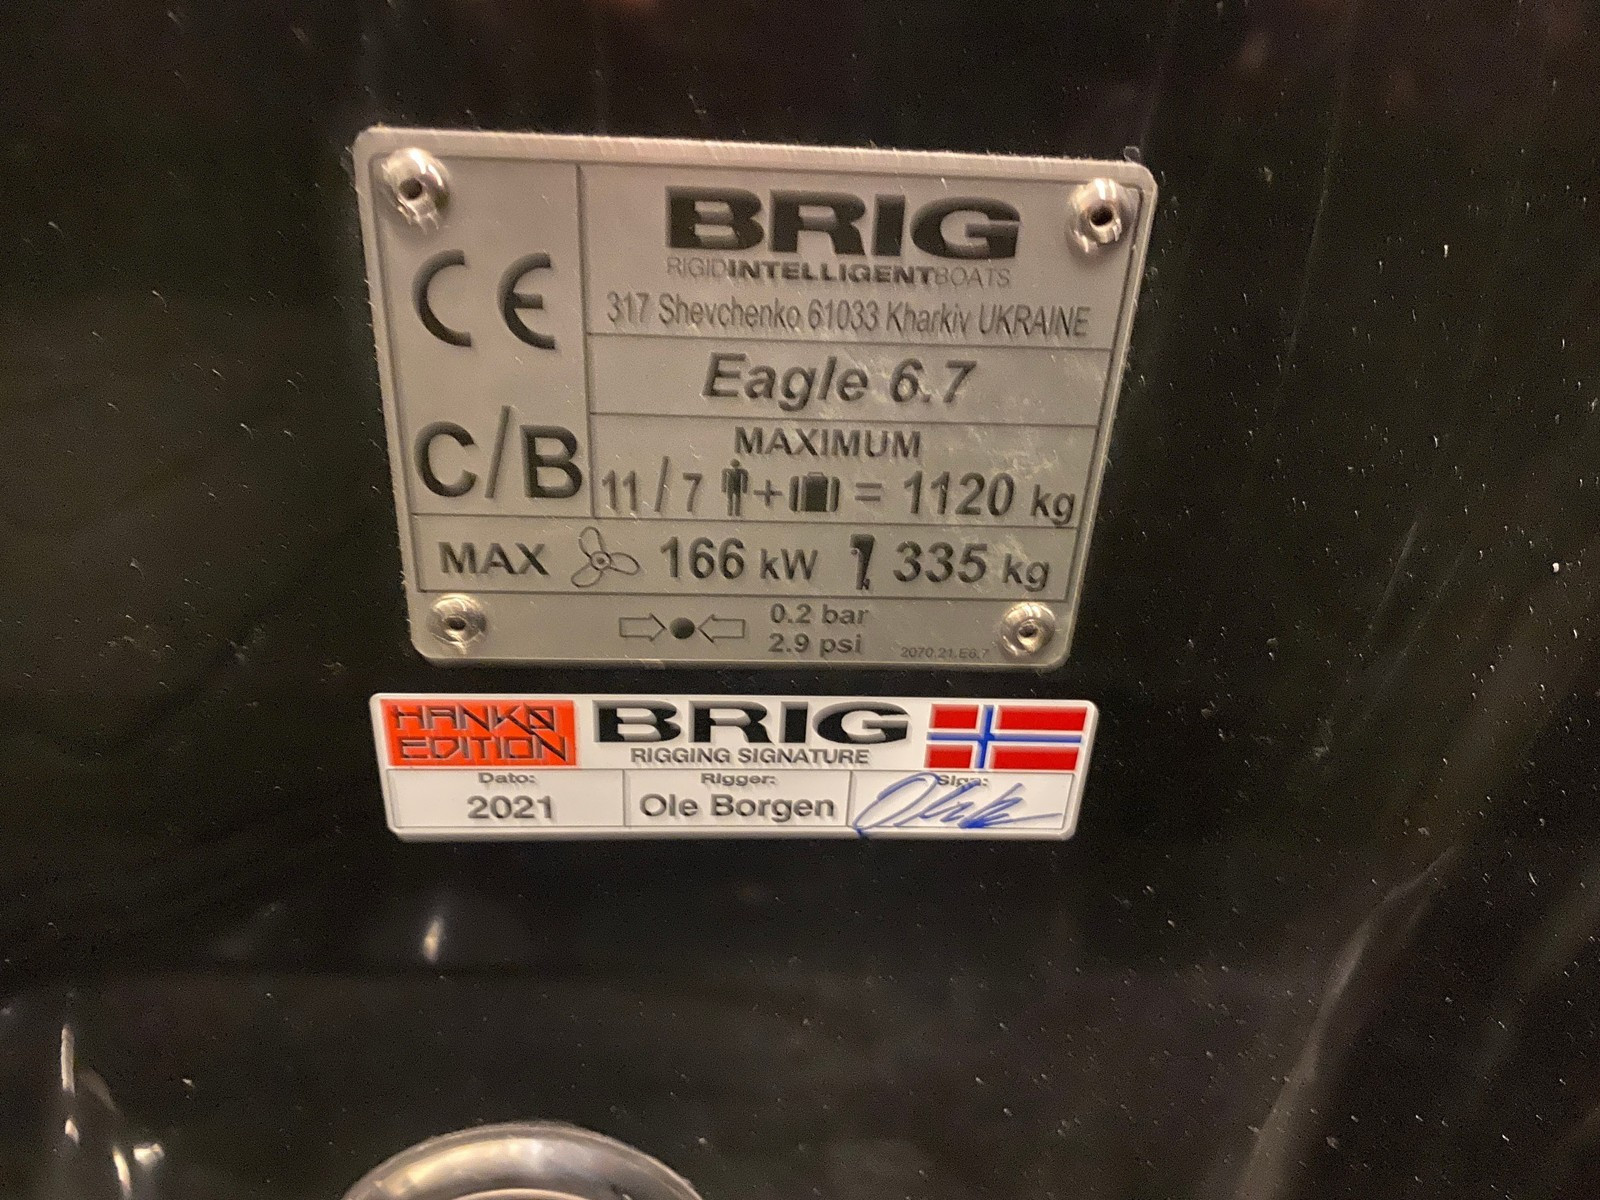 CE
BRIG
RIGIDINTELLIGENTBOATS
317 Shevchenko 61033 Kharkiv UKRAINE
Eagle 6.7
C/B
MAXIMUM
11/7 + = 1120 kg
MAX 166 kW 335 kg
0.2 bar
2.9 psi
2070.21.E6.7
HANKØ
EDITION
BRIG
RIGGING SIGNATURE
Dato: Rigger: Sign:
2021 Ole Borgen